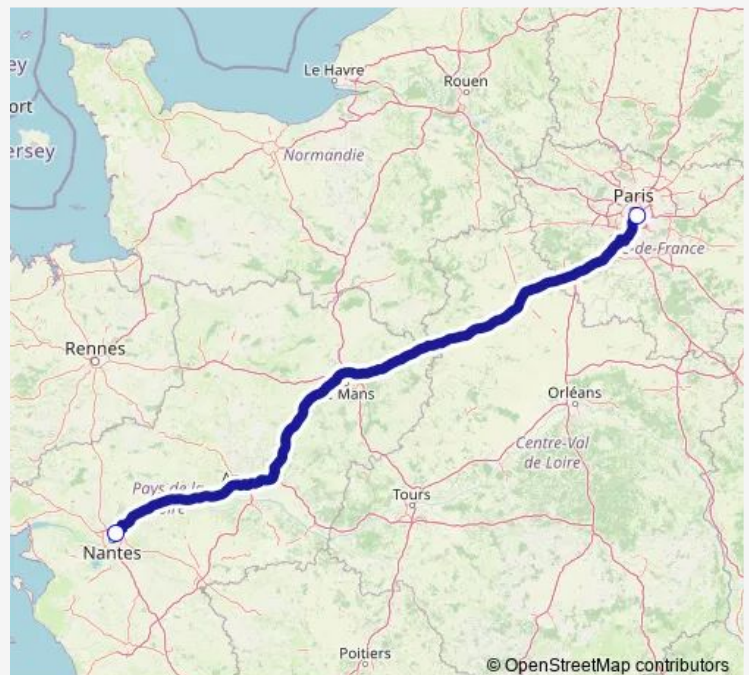 Le Havre
Rouen
ey
ort
ersey
Normandie
Paris
-de-France
Rennes
Mans
Orléans
Centre-Val
de Loire
Pays de la
Tours
Nantes
Poitiers
© OpenStreetMap contributors